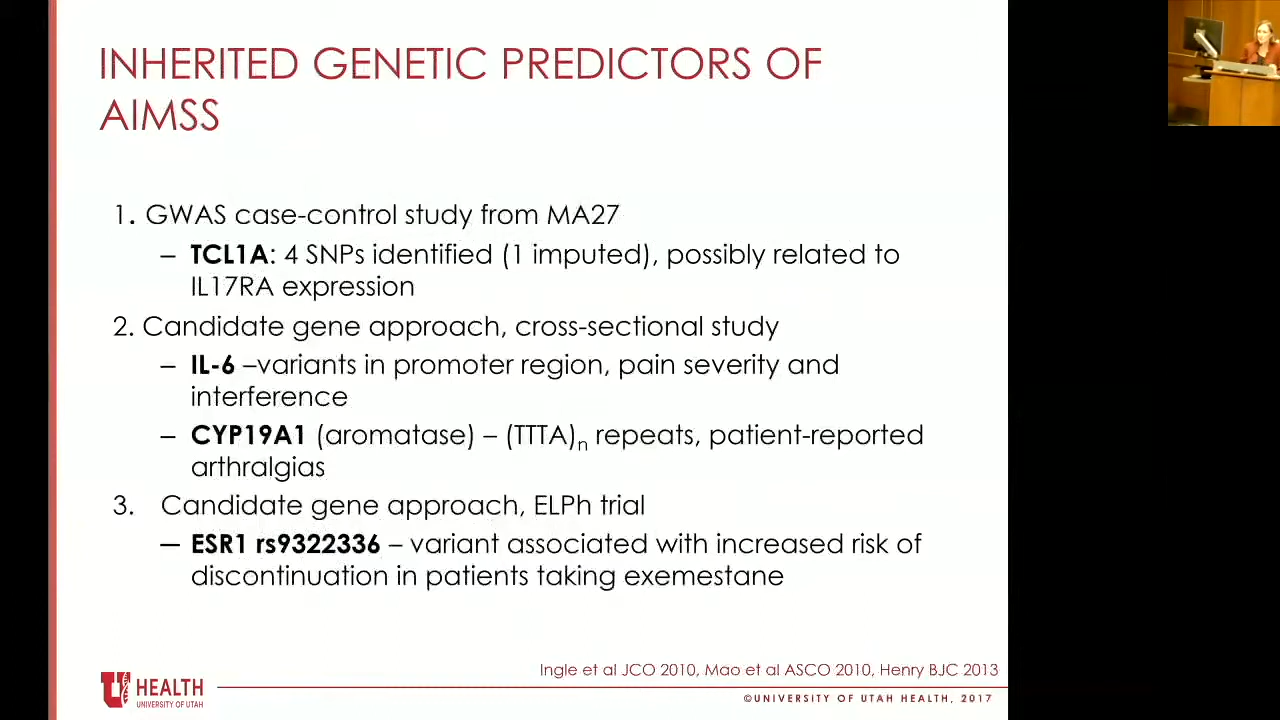 INHERITED GENETIC PREDICTORS OF
AIMSS
1. GWAS case-control study from MA27
– TCL1A: 4 SNPs identified (1 imputed), possibly related to
IL17RA expression
2. Candidate gene approach, cross-sectional study
– IL-6 –variants in promoter region, pain severity and
interference
– CYP19A1 (aromatase) – (TTTA)n repeats, patient-reported
arthralgias
3. Candidate gene approach, ELPh trial
– ESR1 rs9322336 – variant associated with increased risk of
discontinuation in patients taking exemestane
Ingle et al JCO 2010, Mao et al ASCO 2010, Henry BJC 2013
U HEALTH
UNIVERSITY OF UTAH
©UNIVERSITY OF UTAH HEALTH, 2017